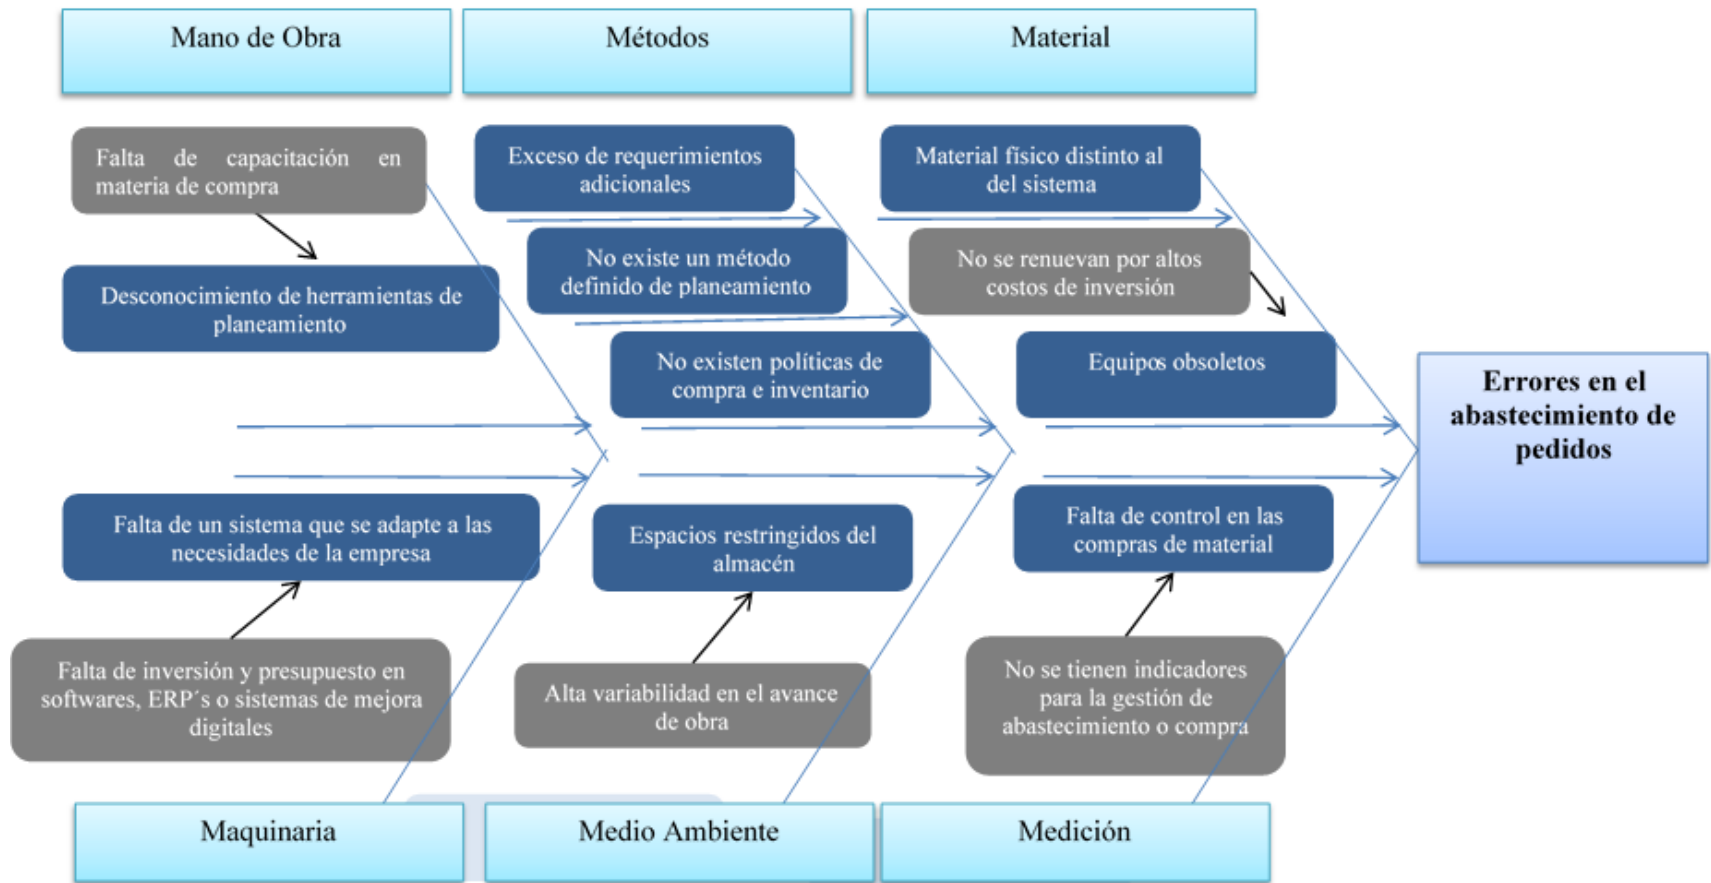 Mano de Obra
Métodos
Material
Falta de capacitación en
materia de compra
Exceso de requerimientos
adicionales
Material físico distinto al
del sistema
Desconocimiento de herramientas de
planeamiento
No existe un método
definido de planeamiento
No se renuevan por altos
costos de inversión
No existen políticas de
compra e inventario
Equipos obsoletos
Errores en el
abastecimiento de
pedidos
Falta de un sistema que se adapte a las
necesidades de la empresa
Espacios restringidos del
almacén
Falta de control en las
compras de material
Falta de inversión y presupuesto en
softwares, ERP´s o sistemas de mejora
digitales
Alta variabilidad en el avance
de obra
No se tienen indicadores
para la gestión de
abastecimiento o compra
Maquinaria
Medio Ambiente
Medición